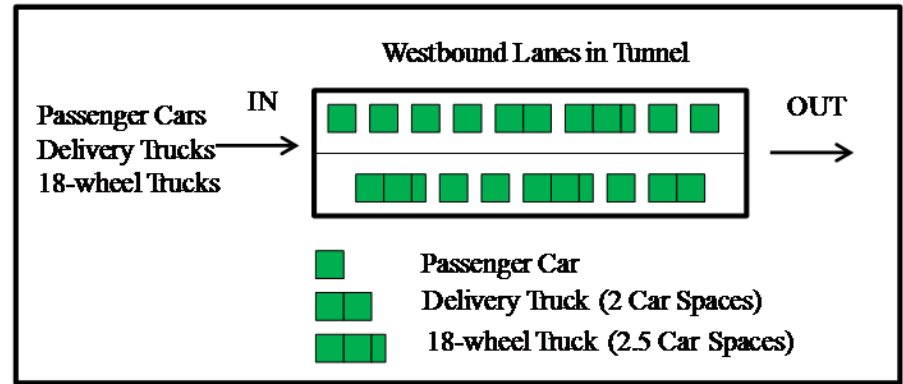 Westbound Lanes in Tunnel
IN
OUT
Passenger Cars
Delivery Trucks
18-wheel Trucks
Passenger Car
Delivery Truck (2 Car Spaces)
18-wheel Truck (2.5 Car Spaces)